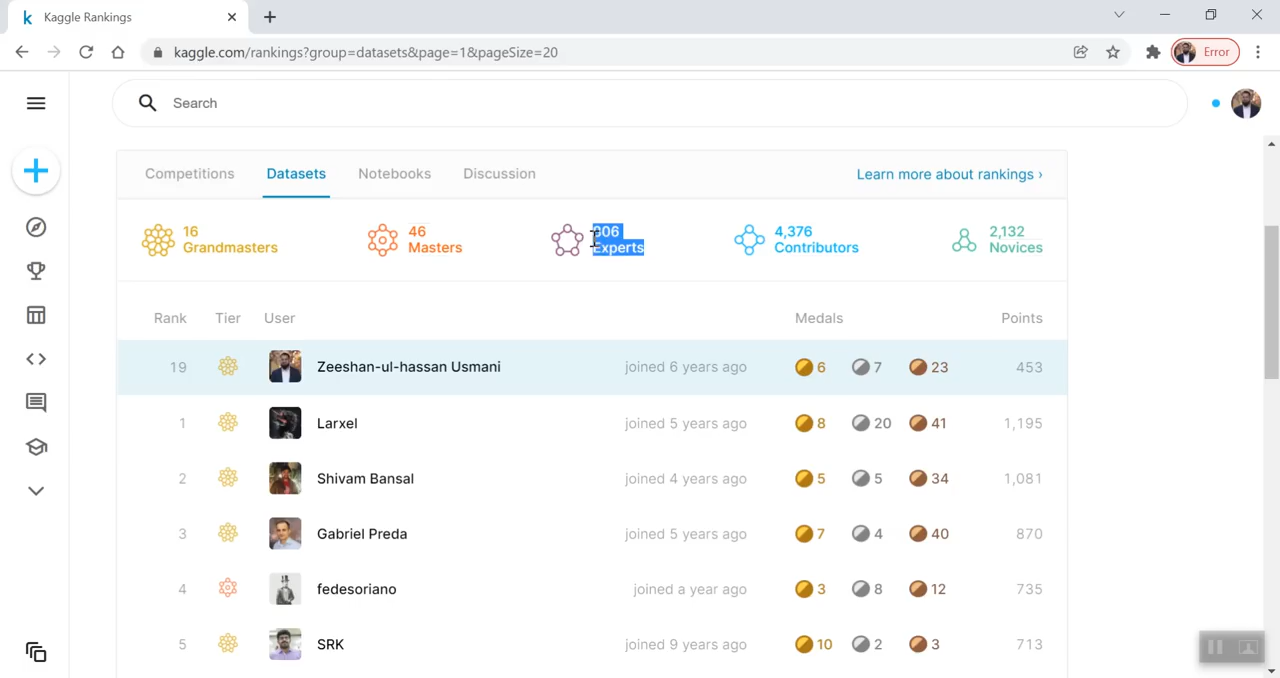 Kaggle Rankings
kaggle.com/rankings?group=datasets&page=1&pageSize=20
Error
Search
Competitions Datasets Notebooks Discussion Learn more about rankings ›
16 46 4,376 2,132
Grandmasters Masters Experts Contributors Novices
Rank Tier User Medals Points
19 Zeeshan-ul-hassan Usmani joined 6 years ago 6 7 23 453
1 Larxel joined 5 years ago 8 20 41 1,195
2 Shivam Bansal joined 4 years ago 5 5 34 1,081
3 Gabriel Preda joined 5 years ago 7 4 40 870
4 fedesoriano joined a year ago 3 8 12 735
5 SRK joined 9 years ago 10 2 3 713